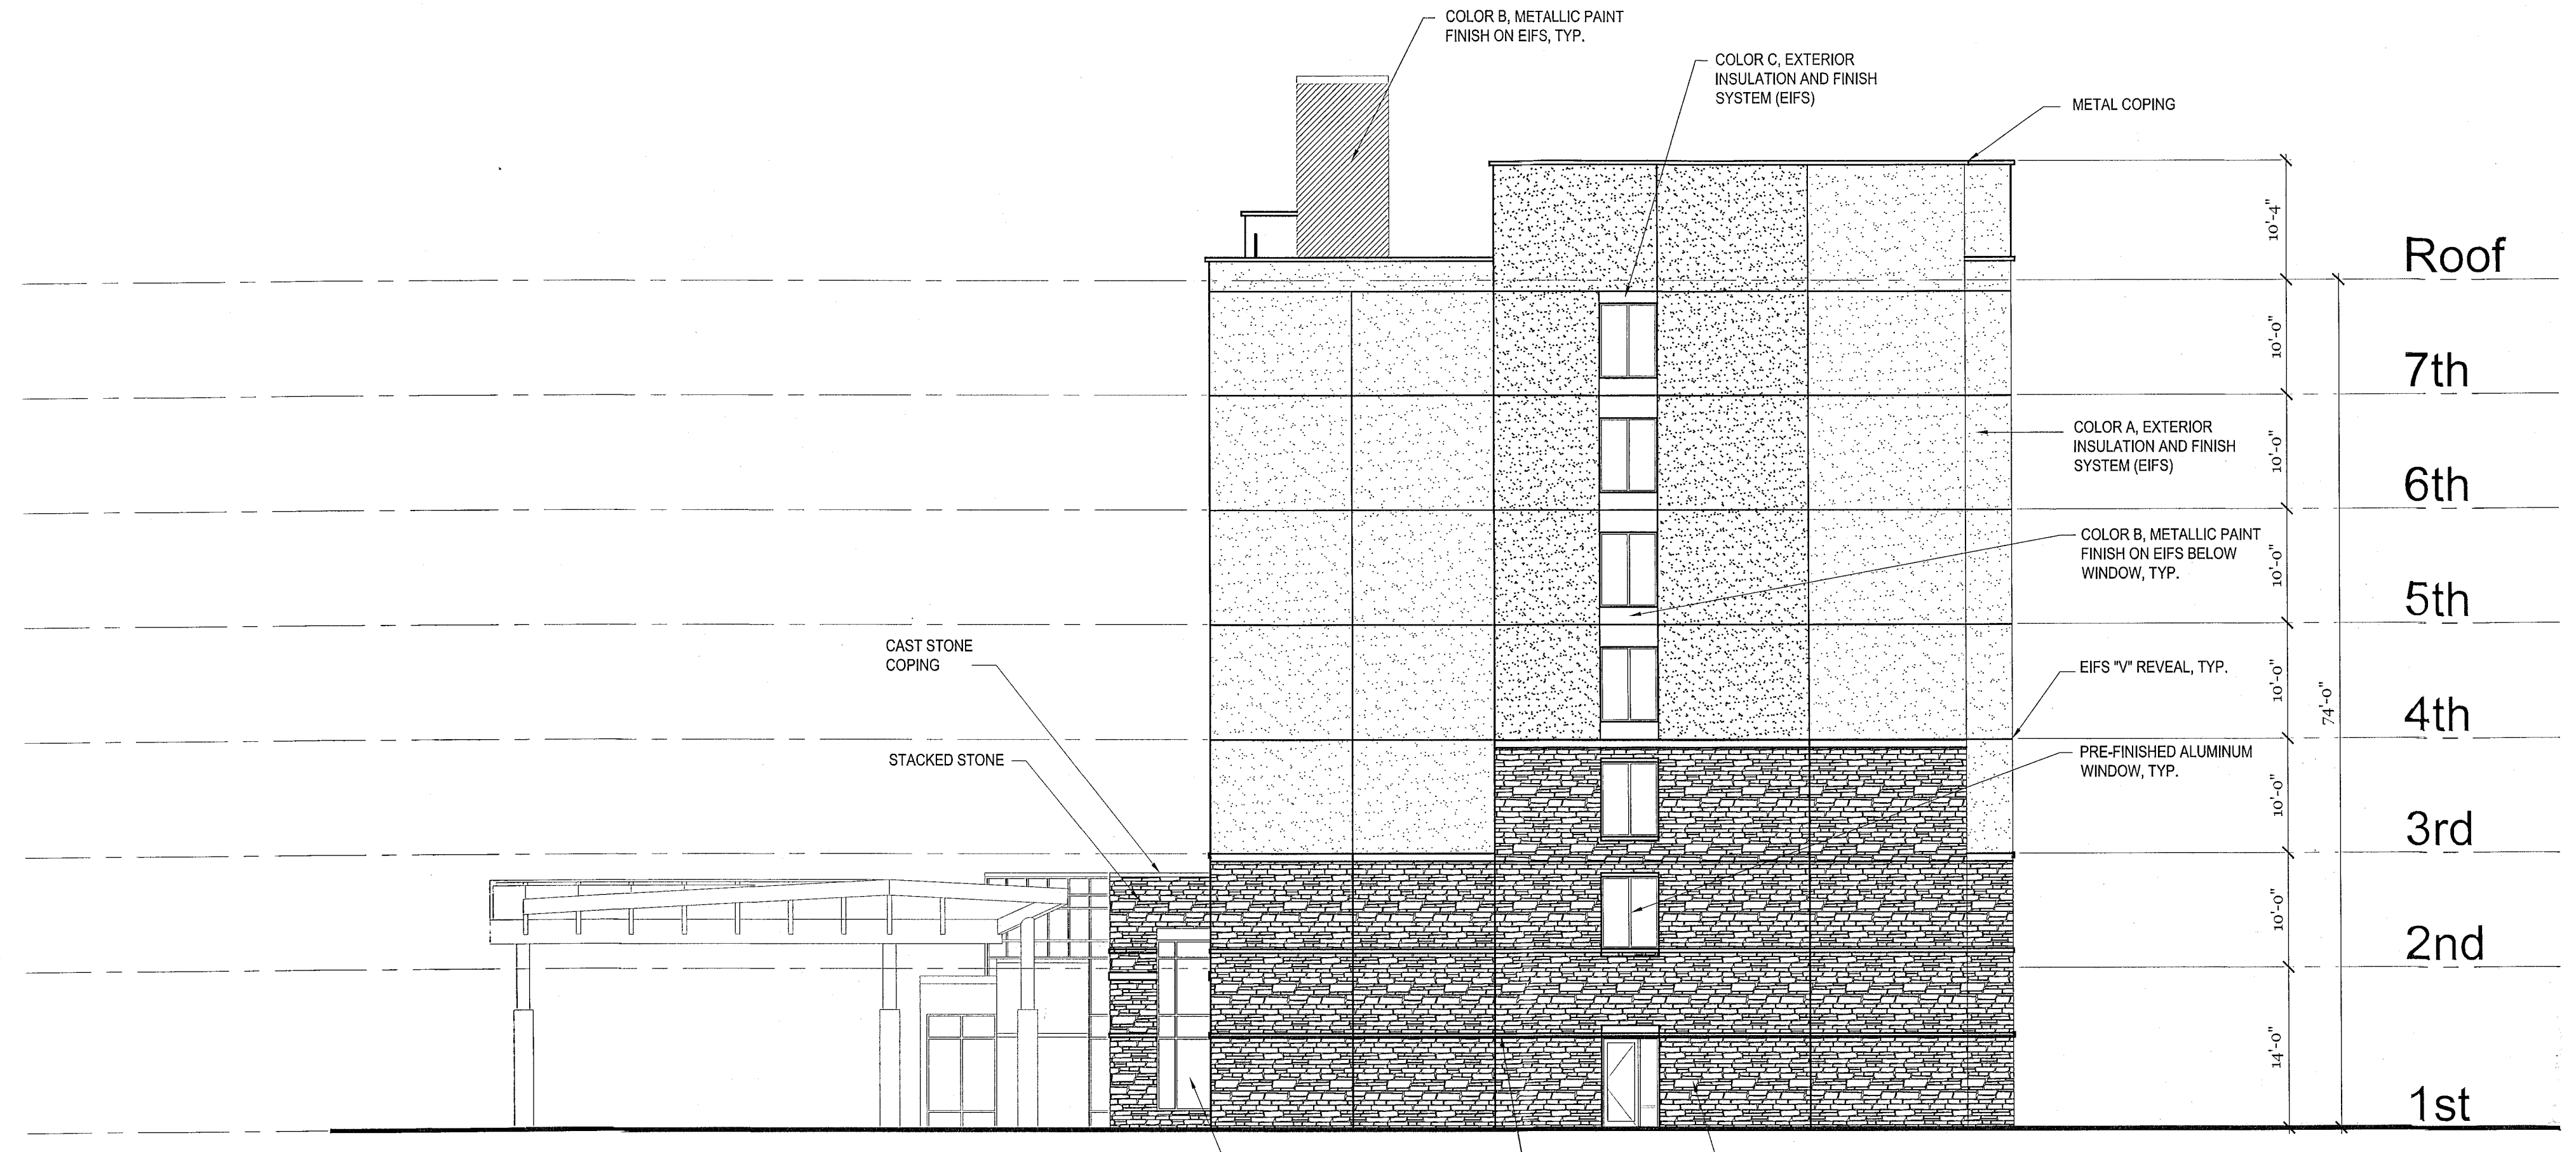 COLOR B, METALLIC PAINT
FINISH ON EIFS, TYP.
COLOR C, EXTERIOR
INSULATION AND FINISH
SYSTEM (EIFS)
METAL COPING
10'-4"
Roof
10'-0"
7th
COLOR A, EXTERIOR
INSULATION AND FINISH
SYSTEM (EIFS)
10'-0"
6th
COLOR B, METALLIC PAINT
FINISH ON EIFS BELOW
WINDOW, TYP.
10'-0"
5th
CAST STONE
COPING
EIFS "V" REVEAL, TYP.
10'-0"
74'-0"
4th
STACKED STONE
PRE-FINISHED ALUMINUM
WINDOW, TYP.
10'-0"
3rd
10'-0"
2nd
14'-0"
1st